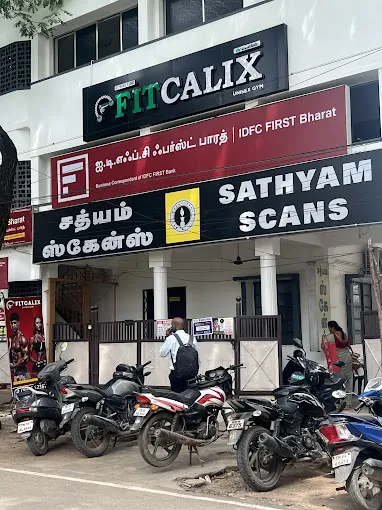 FITCALIX
UNISEX GYM
ஐ.டி.எஃப்.சி ஃபர்ஸ்ட் பாரத் | IDFC FIRST Bharat
Business Correspondent of IDFC FIRST Bank
சத்யம்
ஸ்கேன்ஸ்
SATHYAM
SCANS
Bharat
FITCALIX